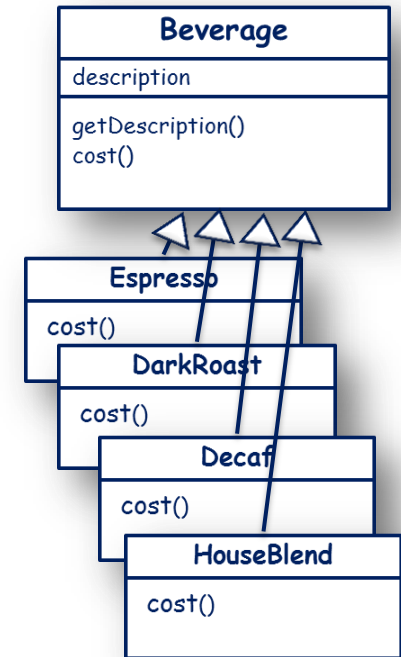 Beverage
description
getDescription()
cost()
Espresso
cost()
DarkRoast
cost()
Decaf
cost()
HouseBlend
cost()